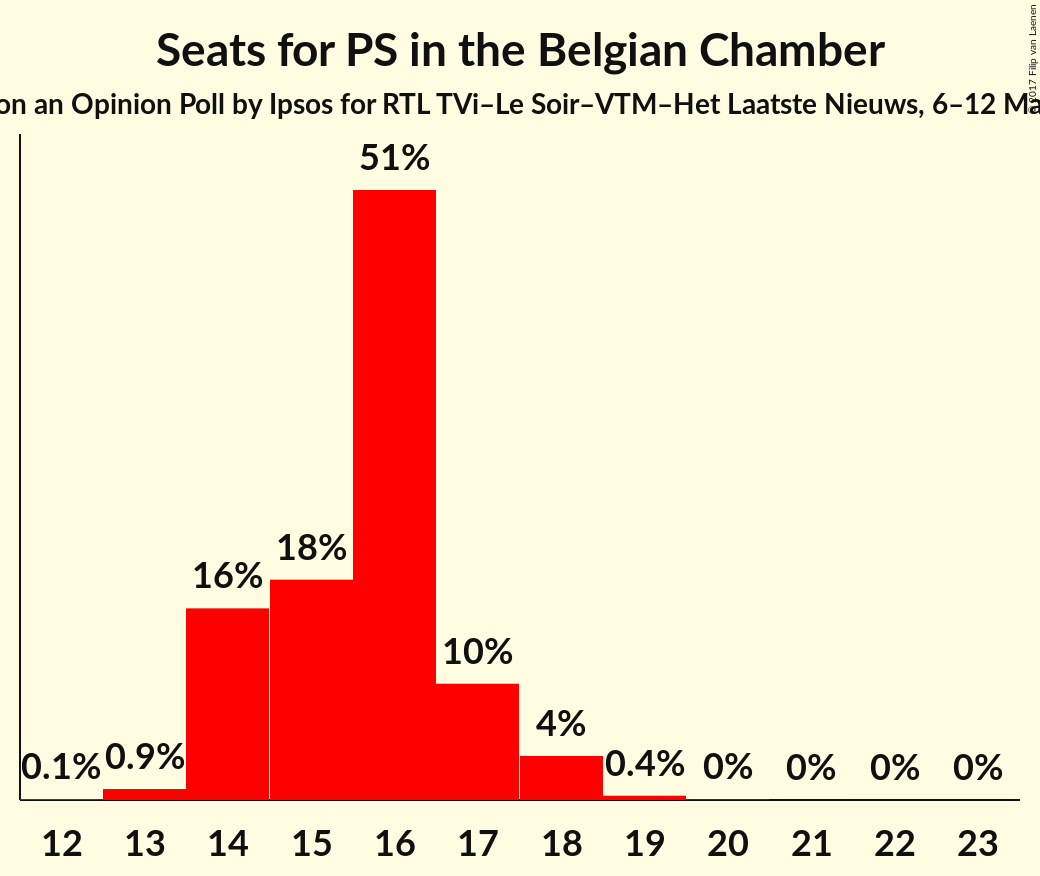 Seats for PS in the Belgian Chamber
on an Opinion Poll by Ipsos for RTL TVi–Le Soir–VTM–Het Laatste Nieuws, 6–12 Ma
2017 Filip van Laenen
51%
18%
16%
10%
4%
0.1% 0.9% 0.4% 0% 0% 0% 0%
12 13 14 15 16 17 18 19 20 21 22 23